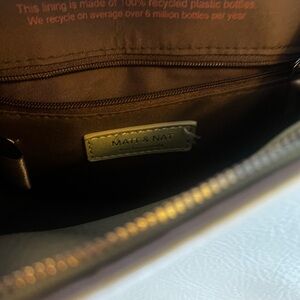 This lining is made of 100% recycled plastic bottles.
We recycle on average over 6 million bottles per year
MATT & NAT